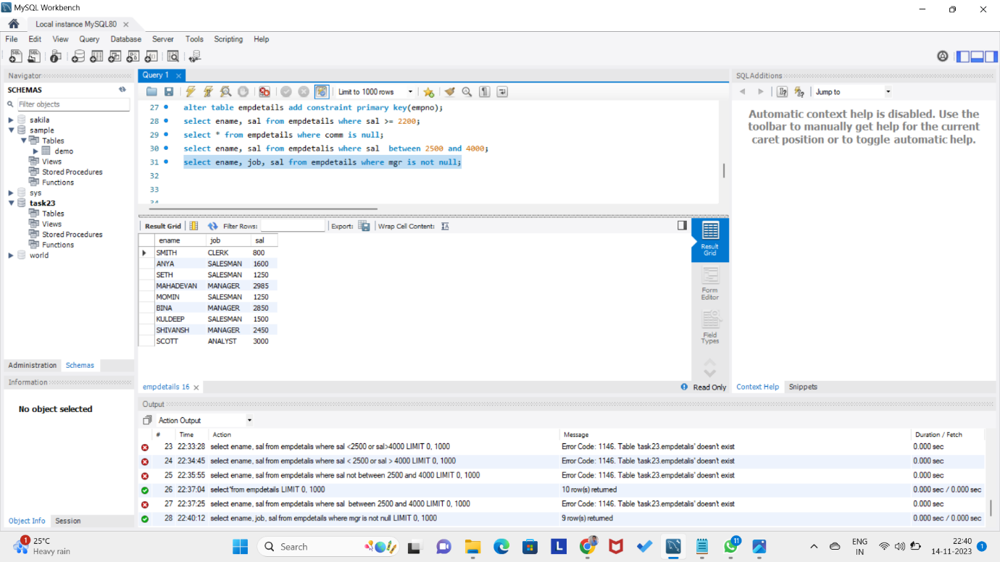 MySQL Workbench
Local instance MySQL80
File Edit View Query Database Server Tools Scripting Help
Navigator
SCHEMAS
Filter objects
sakila
sample
Tables
demo
Views
Stored Procedures
Functions
sys
task23
Tables
Views
Stored Procedures
Functions
world
Administration Schemas
Information
No object selected
Object Info Session
Query 1
Limit to 1000 rows
27 alter table empdetails add constraint primary key(empno);
28 select ename, sal from empdetails where sal >= 2200;
29 select * from empdetails where comm is null;
30 select ename, sal from empdetails where sal  between 2500 and 4000;
31 select ename, job, sal from empdetails where mgr is not null;
32
33
34
Result Grid Filter Rows: Export: Wrap Cell Content:
ename job sal
SMITH CLERK 800
ANYA SALESMAN 1600
SETH SALESMAN 1250
MAHADEVAN MANAGER 2985
MOMIN SALESMAN 1250
BINA MANAGER 2850
KULDEEP SALESMAN 1500
SHIVANSH MANAGER 2450
SCOTT ANALYST 3000
Result Grid
Form Editor
Field Types
empdetails 16 Read Only
SQLAdditions
Jump to
Automatic context help is disabled. Use the
toolbar to manually get help for the current
caret position or to toggle automatic help.
Context Help Snippets
Output
Action Output
# Time Action Message Duration / Fetch
23 22:33:28 select ename, sal from empdetalis where sal <2500 or sal>4000 LIMIT 0, 1000 Error Code: 1146. Table 'task23.empdetalis' doesn't exist 0.000 sec
24 22:34:45 select ename, sal from empdetalis where sal < 2500 or sal > 4000 LIMIT 0, 1000 Error Code: 1146. Table 'task23.empdetalis' doesn't exist 0.000 sec
25 22:35:55 select ename, sal from empdetalis where sal not between 2500 and 4000 LIMIT 0, 1000 Error Code: 1146. Table 'task23.empdetalis' doesn't exist 0.000 sec
26 22:37:04 select*from empdetails LIMIT 0, 1000 10 row(s) returned 0.000 sec / 0.000 sec
27 22:37:25 select ename, sal from empdetalis where sal  between 2500 and 4000 LIMIT 0, 1000 Error Code: 1146. Table 'task23.empdetalis' doesn't exist 0.000 sec
28 22:40:12 select ename, job, sal from empdetails where mgr is not null LIMIT 0, 1000 9 row(s) returned 0.000 sec / 0.000 sec
1
25°C
Heavy rain
Search
L
11
ENG
IN
22:40
14-11-2023
1